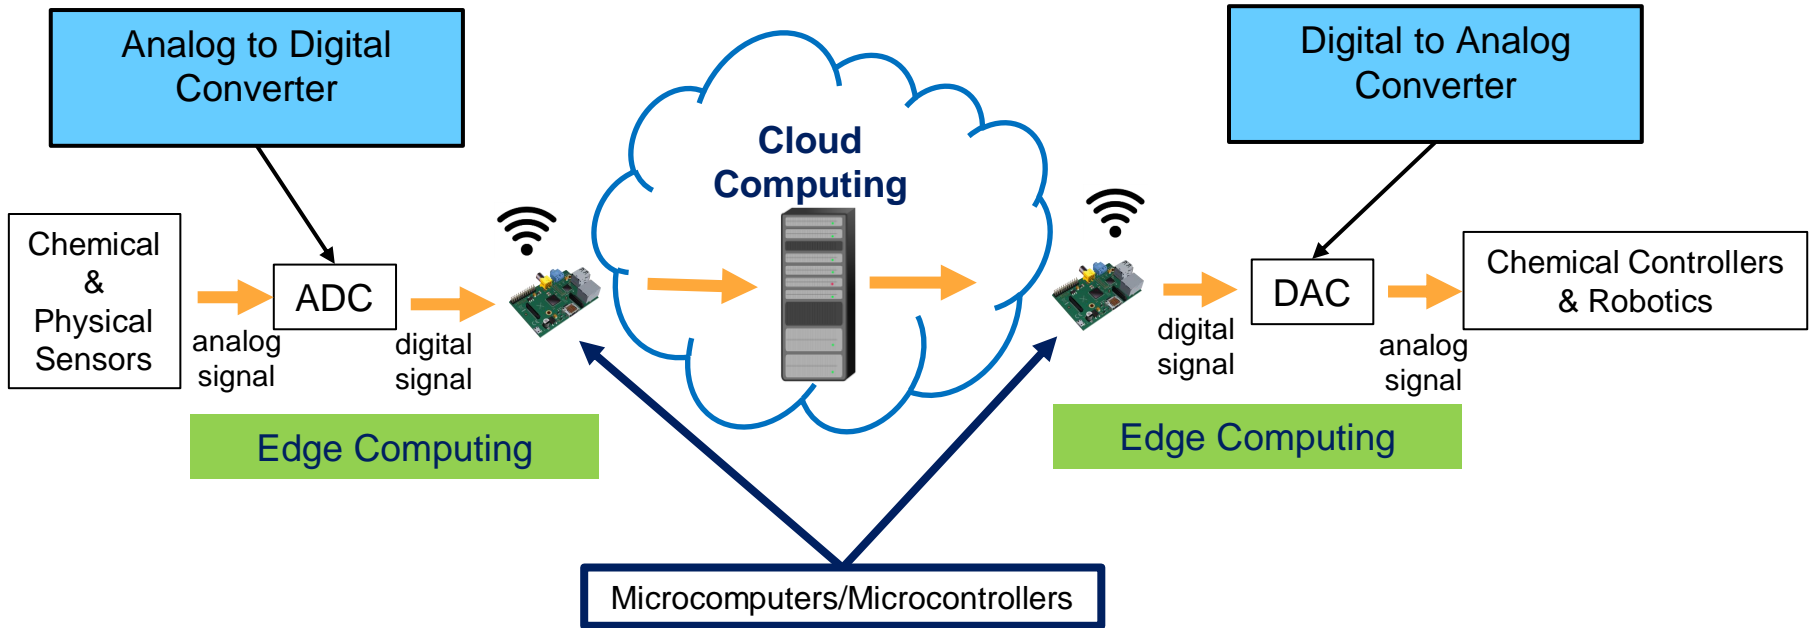 Analog to Digital
Converter
Digital to Analog
Converter
Cloud
Computing
Chemical
&
Physical
Sensors
analog
signal
ADC
digital
signal
digital
signal
DAC
analog
signal
Chemical Controllers
& Robotics
Edge Computing
Edge Computing
Microcomputers/Microcontrollers